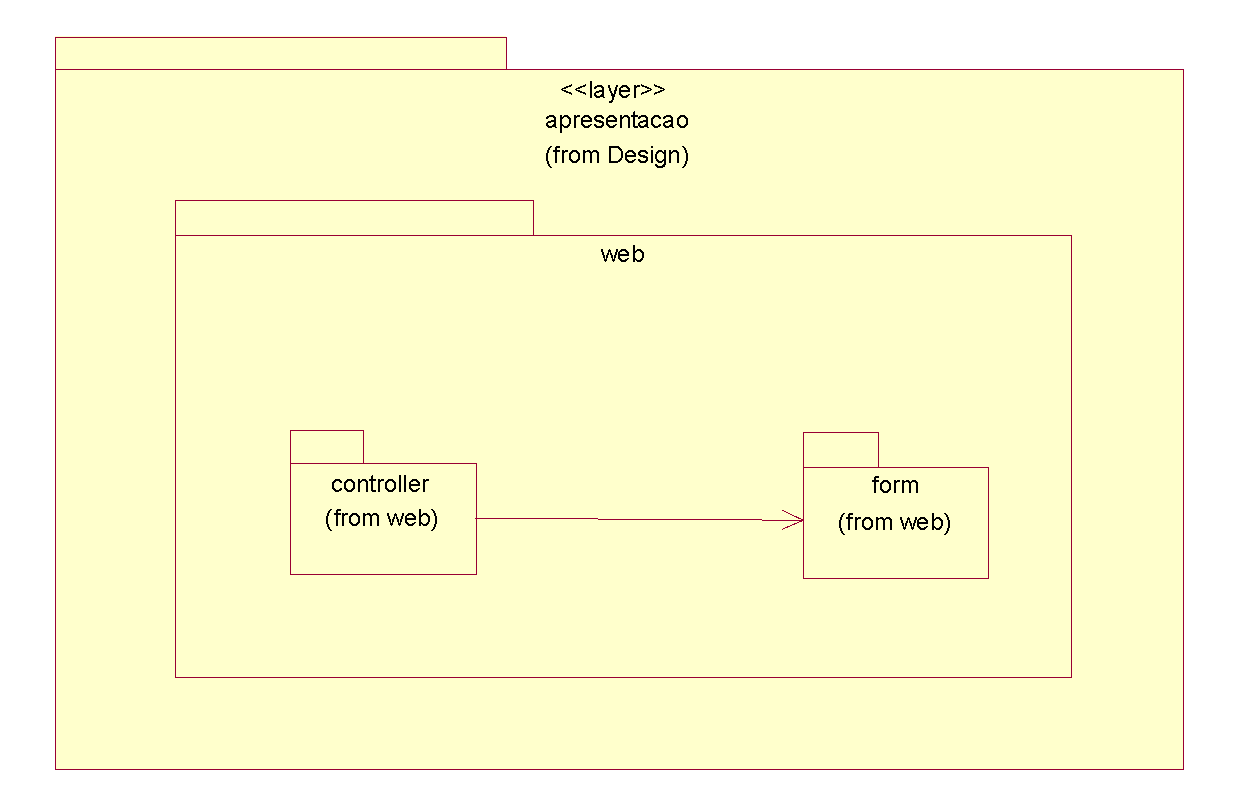 <<layer>>
apresentacao
(from Design)
web
controller
(from web)
form
(from web)